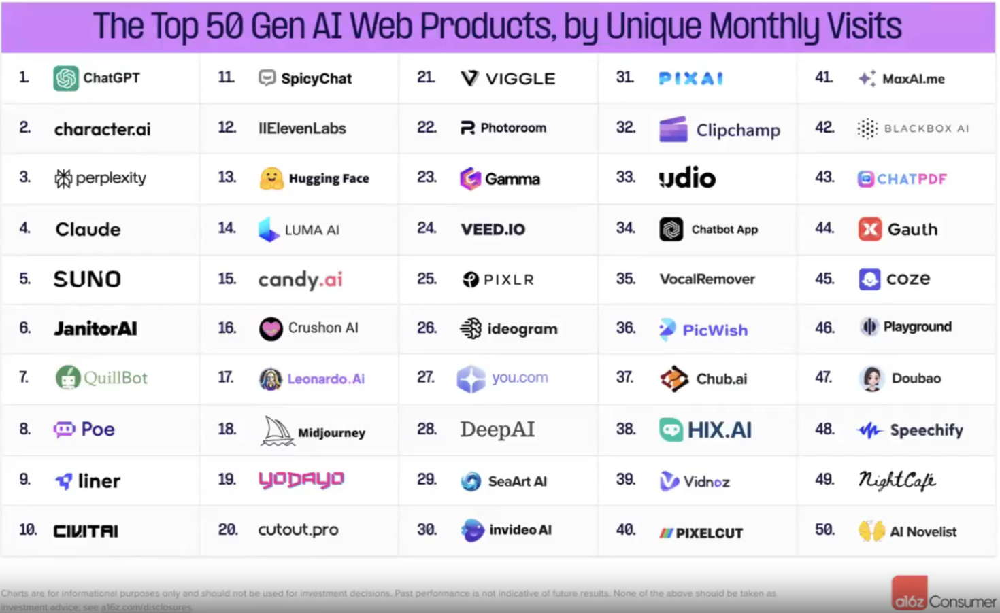 The Top 50 Gen AI Web Products, by Unique Monthly Visits
1. ChatGPT
2. character.ai
3. perplexity
4. Claude
5. SUNO
6. JanitorAI
7. QuillBot
8. Poe
9. liner
10. CIVITAI
11. SpicyChat
12. IIElevenLabs
13. Hugging Face
14. LUMA AI
15. candy.ai
16. Crushon AI
17. Leonardo.Ai
18. Midjourney
19. YODAYO
20. cutout.pro
21. VIGGLE
22. Photoroom
23. Gamma
24. VEED.IO
25. PIXLR
26. ideogram
27. you.com
28. DeepAI
29. SeaArt AI
30. invideo AI
31. PIXAI
32. Clipchamp
33. udio
34. Chatbot App
35. VocalRemover
36. PicWish
37. Chub.ai
38. HIX.AI
39. Vidnoz
40. PIXELCUT
41. MaxAI.me
42. BLACKBOX AI
43. CHATPDF
44. Gauth
45. coze
46. Playground
47. Doubao
48. Speechify
49. NightCafé
50. AI Novelist
Charts are for informational purposes only and should not be used for investment decisions. Past performance is not indicative of future results. None of the above should be taken as
investment advice; see a16z.com/disclosures.
a16z Consumer